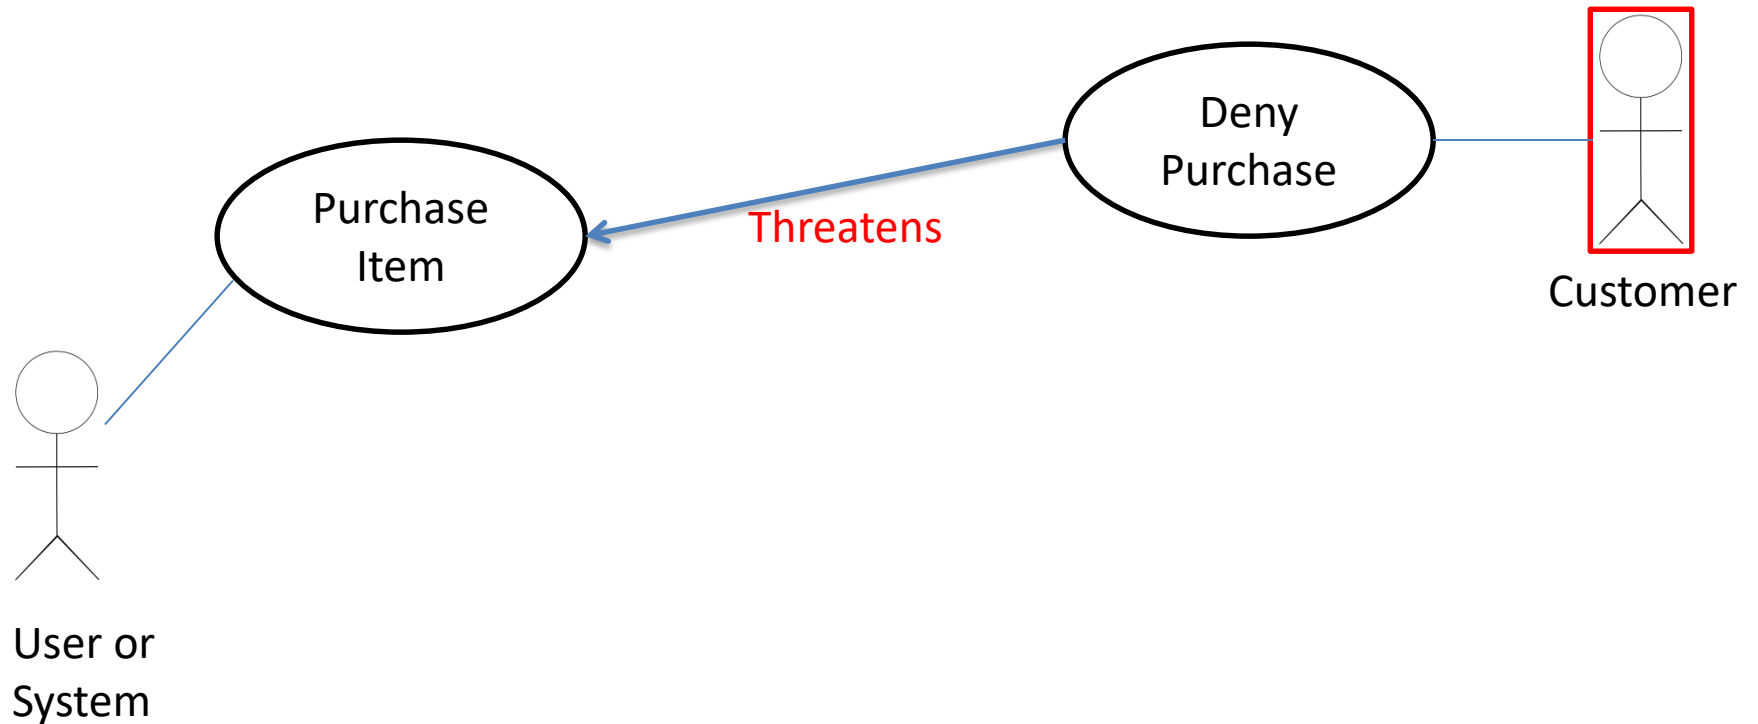 Deny
Purchase
Purchase
Item
Threatens
Customer
User or
System